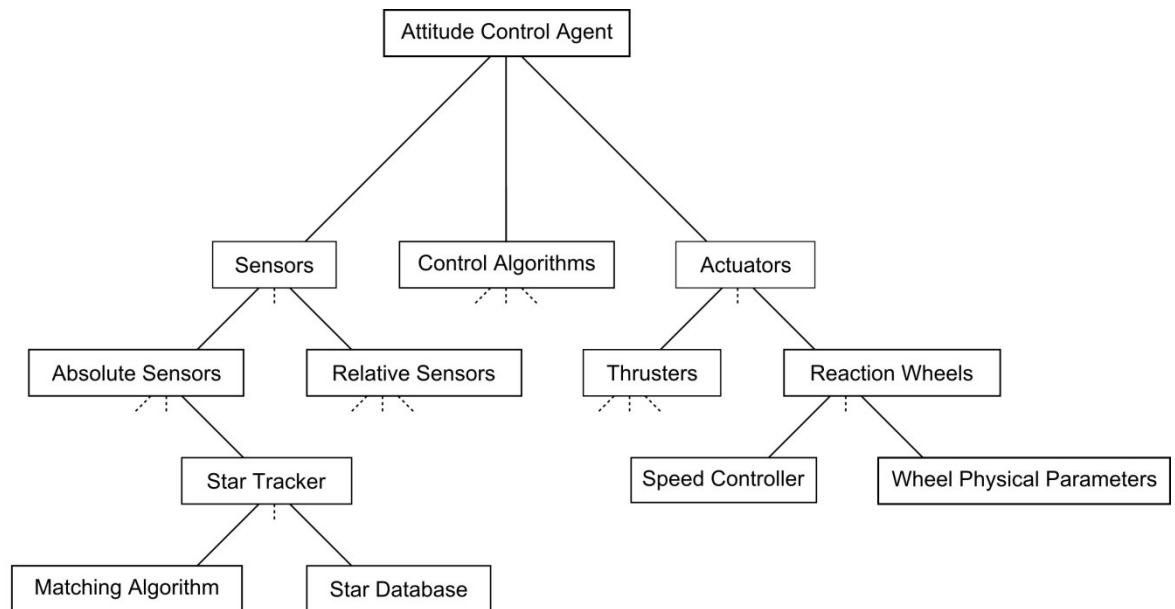 Attitude Control Agent
Sensors
Control Algorithms
Actuators
Absolute Sensors
Relative Sensors
Thrusters
Reaction Wheels
Star Tracker
Speed Controller
Wheel Physical Parameters
Matching Algorithm
Star Database